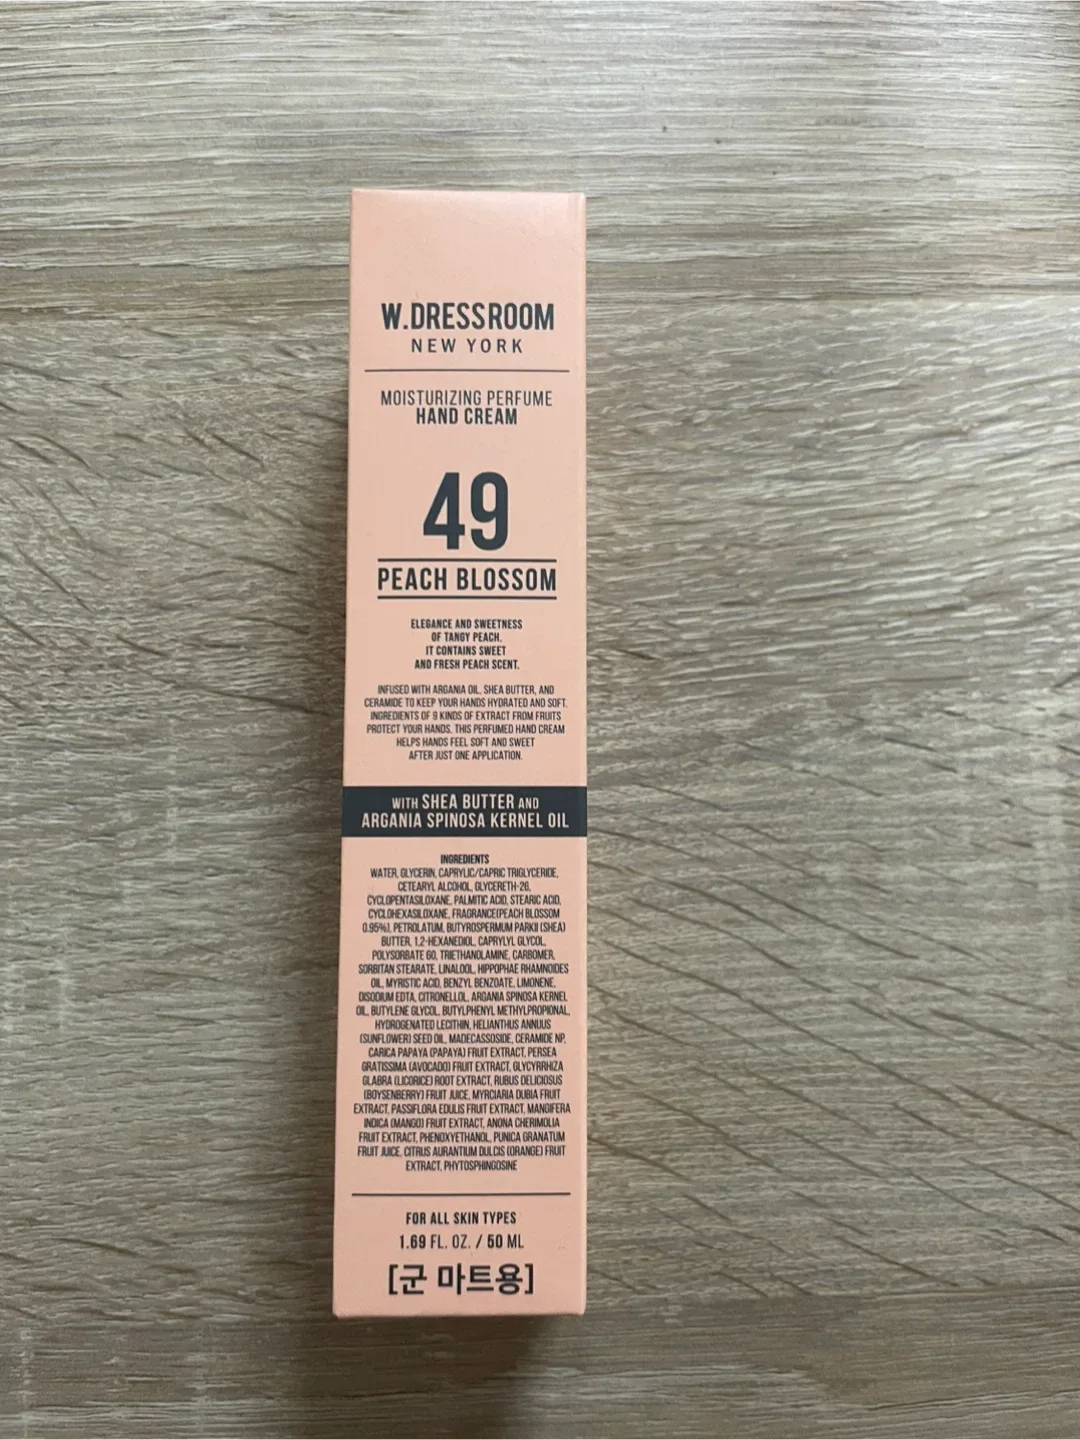 W.DRESSROOM
NEW YORK
MOISTURIZING PERFUME
HAND CREAM
49
PEACH BLOSSOM
ELEGANCE AND SWEETNESS
OF TANGY PEACH.
IT CONTAINS SWEET
AND FRESH PEACH SCENT.
INFUSED WITH ARGANIA OIL, SHEA BUTTER, AND
CERAMIDE TO KEEP YOUR HANDS HYDRATED AND SOFT.
INGREDIENTS OF 9 KINDS OF EXTRACT FROM FRUITS
PROTECT YOUR HANDS. THIS PERFUMED HAND CREAM
HELPS HANDS FEEL SOFT AND SWEET
AFTER JUST ONE APPLICATION.
WITH SHEA BUTTER AND
ARGANIA SPINOSA KERNEL OIL
INGREDIENTS
WATER, GLYCERIN, CAPRYLIC/CAPRIC TRIGLYCERIDE,
CETEARYL ALCOHOL, GLYCERETH-26,
CYCLOPENTASILOXANE, PALMITIC ACID, STEARIC ACID,
CYCLOHEXASILOXANE, FRAGRANCE(PEACH BLOSSOM
0.95%), PETROLATUM, BUTYROSPERMUM PARKII (SHEA)
BUTTER, 1,2-HEXANEDIOL, CAPRYLYL GLYCOL,
POLYSORBATE 60, TRIETHANOLAMINE, CARBOMER,
SORBITAN STEARATE, LINALOOL, HIPPOPHAE RHAMNOIDES
OIL, MYRISTIC ACID, BENZYL BENZOATE, LIMONENE,
DISODIUM EDTA, CITRONELLOL, ARGANIA SPINOSA KERNEL
OIL, BUTYLENE GLYCOL, BUTYLPHENYL METHYLPROPIONAL,
HYDROGENATED LECITHIN, HELIANTHUS ANNUUS
(SUNFLOWER) SEED OIL, MADECASSOSIDE, CERAMIDE NP,
CARICA PAPAYA (PAPAYA) FRUIT EXTRACT, PERSEA
GRATISSIMA (AVOCADO) FRUIT EXTRACT, GLYCYRRHIZA
GLABRA (LICORICE) ROOT EXTRACT, RUBUS DELICIOSUS
(BOYSENBERRY) FRUIT JUICE, MYRCIARIA DUBIA FRUIT
EXTRACT, PASSIFLORA EDULIS FRUIT EXTRACT, MANGIFERA
INDICA (MANGO) FRUIT EXTRACT, ANONA CHERIMOLIA
FRUIT EXTRACT, PHENOXYETHANOL, PUNICA GRANATUM
FRUIT JUICE, CITRUS AURANTIUM DULCIS (ORANGE) FRUIT
EXTRACT, PHYTOSPHINGOSINE
FOR ALL SKIN TYPES
1.69 FL. OZ. / 50 ML
[군 마트용]